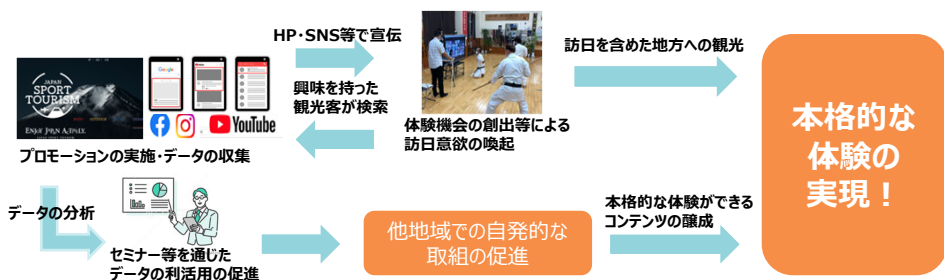 HP・SNS等で宣伝
訪日を含めた地方への観光
JAPAN
SPORT
TOURISM
Google
興味を持った
観光客が検索
ENJOY JAPAN ACTIVELY.
YouTube
体験機会の創出等による
訪日意欲の喚起
プロモーションの実施・データの収集
本格的な
体験の
実現！
データの分析
セミナー等を通じた
データの利活用の促進
他地域での自発的な
取組の促進
本格的な体験ができる
コンテンツの醸成